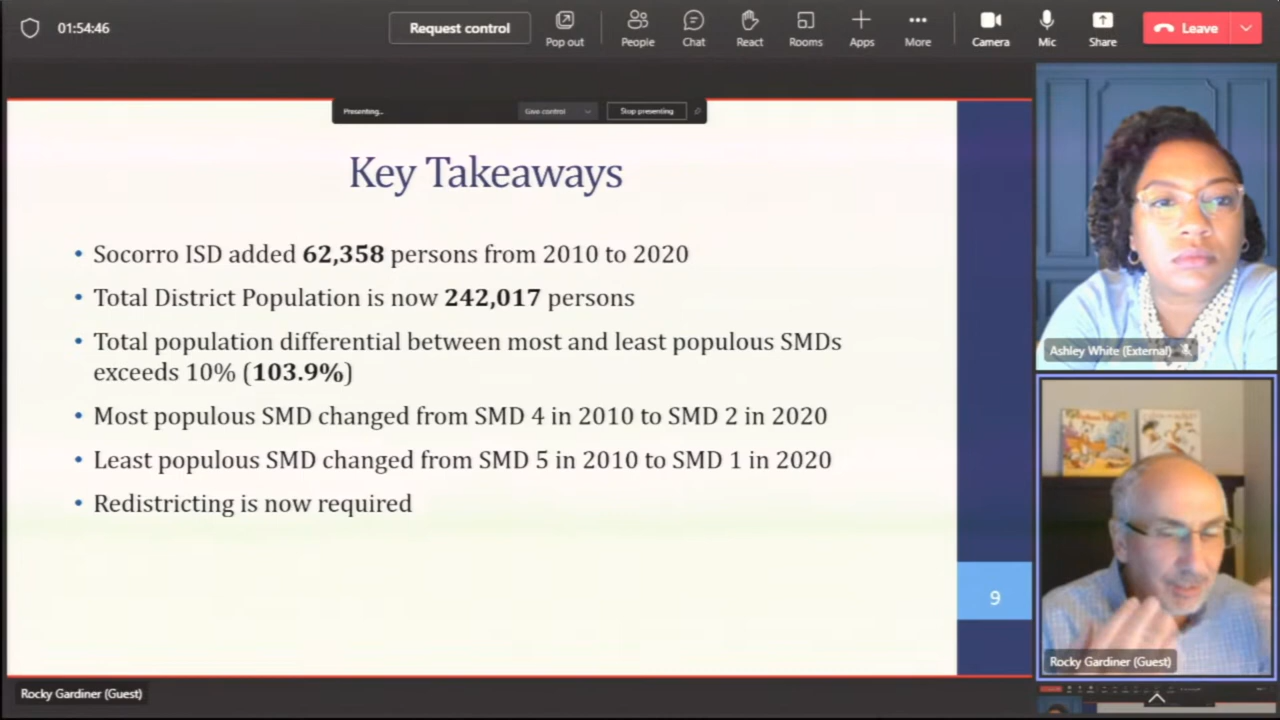 01:54:46
Request control
Pop out
People
Chat
React
Rooms
Apps
More
Camera
Mic
Share
Leave
Presenting...
Give control
Stop presenting
Key Takeaways
• Socorro ISD added 62,358 persons from 2010 to 2020
• Total District Population is now 242,017 persons
• Total population differential between most and least populous SMDs
exceeds 10% (103.9%)
• Most populous SMD changed from SMD 4 in 2010 to SMD 2 in 2020
• Least populous SMD changed from SMD 5 in 2010 to SMD 1 in 2020
• Redistricting is now required
9
Ashley White (External)
Rocky Gardiner (Guest)
Rocky Gardiner (Guest)